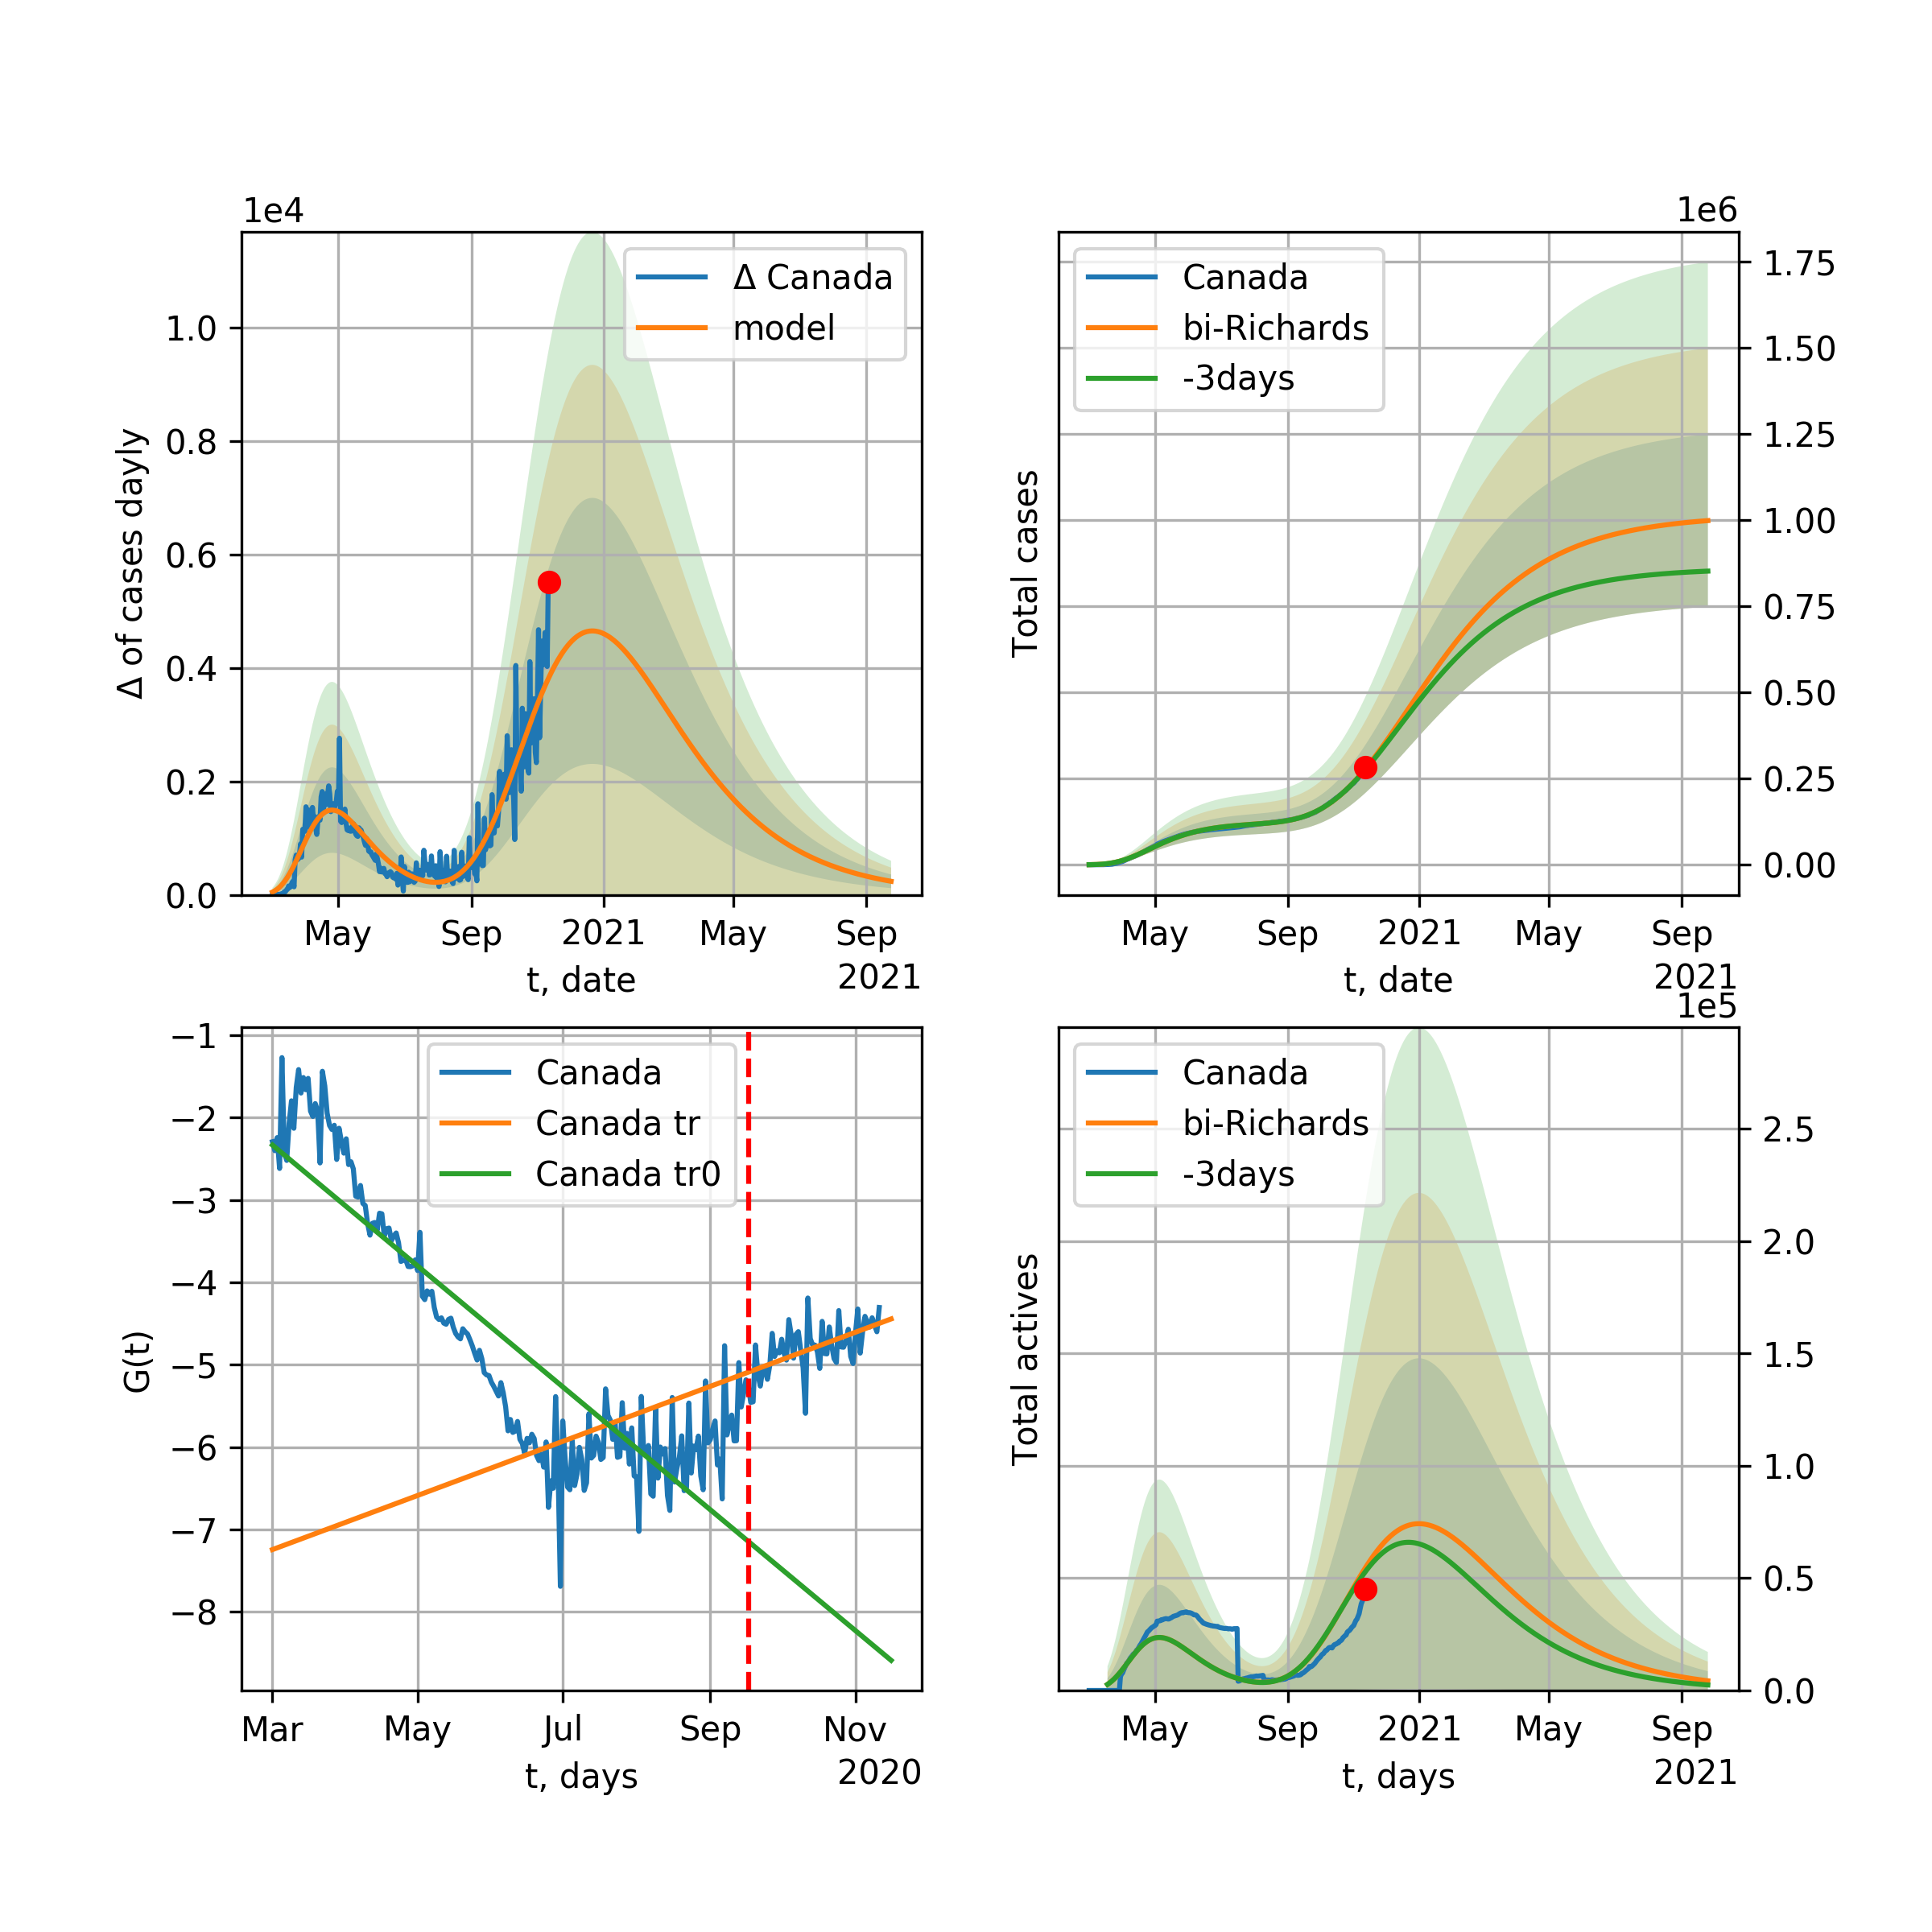 1e4
Δ of cases dayly
1.0
0.8
0.6
0.4
0.2
0.0
Δ Canada
model
May Sep 2021 May Sep
t, date
2021
1e6
Total cases
Canada
bi-Richards
-3days
1.75
1.50
1.25
1.00
0.75
0.50
0.25
0.00
May Sep 2021 May Sep
t, date
2021
G(t)
−1
−2
−3
−4
−5
−6
−7
−8
Canada
Canada tr
Canada tr0
Mar May Jul Sep Nov
t, days
2020
1e5
Total actives
Canada
bi-Richards
-3days
2.5
2.0
1.5
1.0
0.5
0.0
May Sep 2021 May Sep
t, days
2021